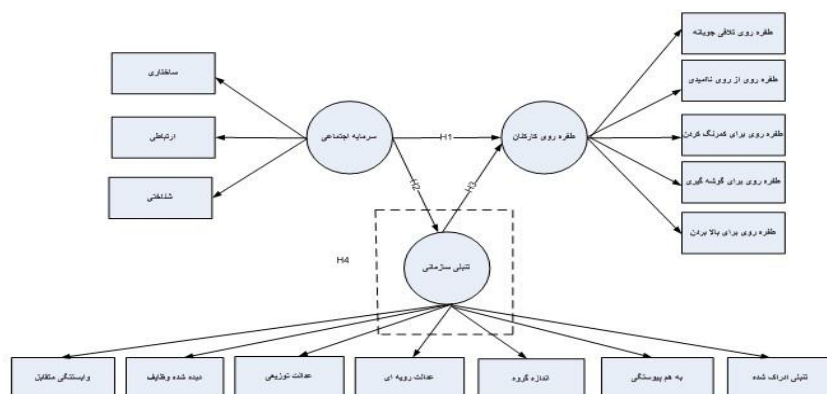 طفره روی تلافی جویانه
ساختاری
طفره روی از روی ناامیدی
ارتباطی
سرمایه اجتماعی
H1
طفره روی کارکنان
طفره روی برای کمرنگ کردن
شناختی
طفره روی برای گوشه گیری
H2
H3
طفره روی برای بالا بردن
H4
تنبلی سازمانی
تنبلی ادراک شده
به هم پیوستگی
اندازه گروه
عدالت رویه ای
عدالت توزیعی
دیده شده وظایف
وابستگی متقابل